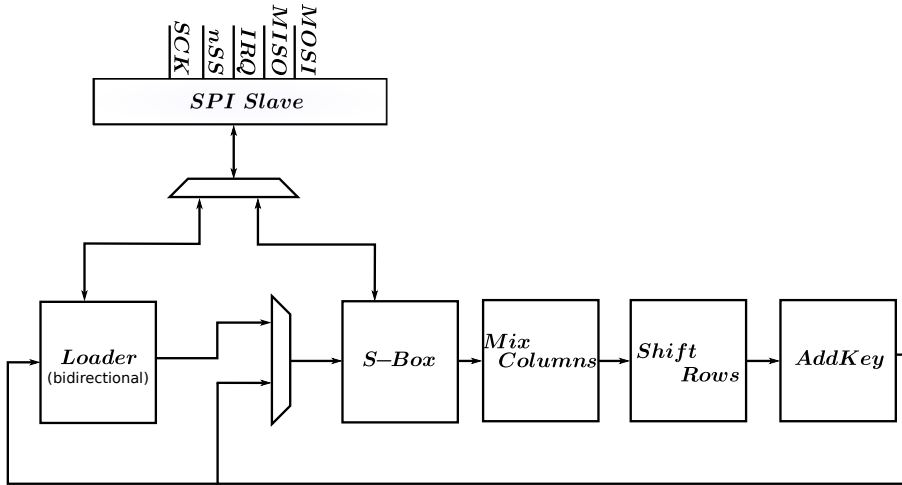 SCK
nSS
IRQ
MISO
MOSI
SPI Slave
Loader
(bidirectional)
S-Box
Mix
Columns
Shift
Rows
AddKey